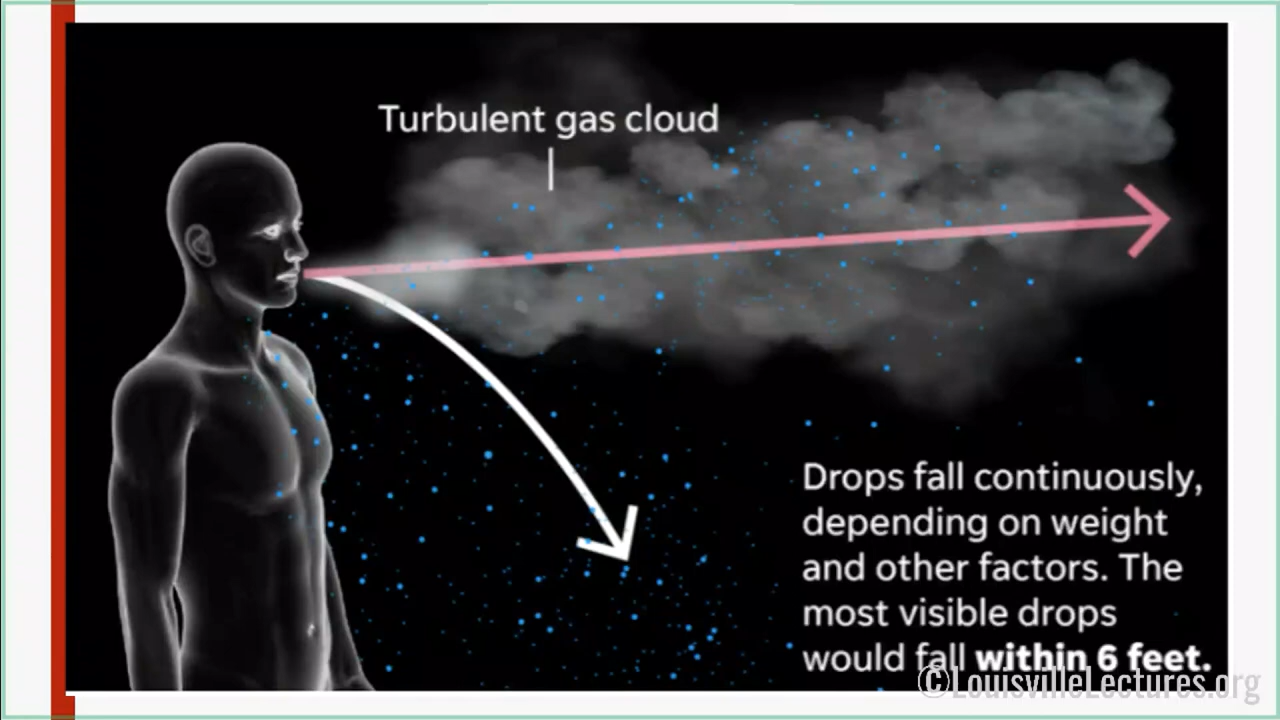 Turbulent gas cloud
Drops fall continuously,
depending on weight
and other factors. The
most visible drops
would fall within 6 feet.
©LouisvilleLectures.org